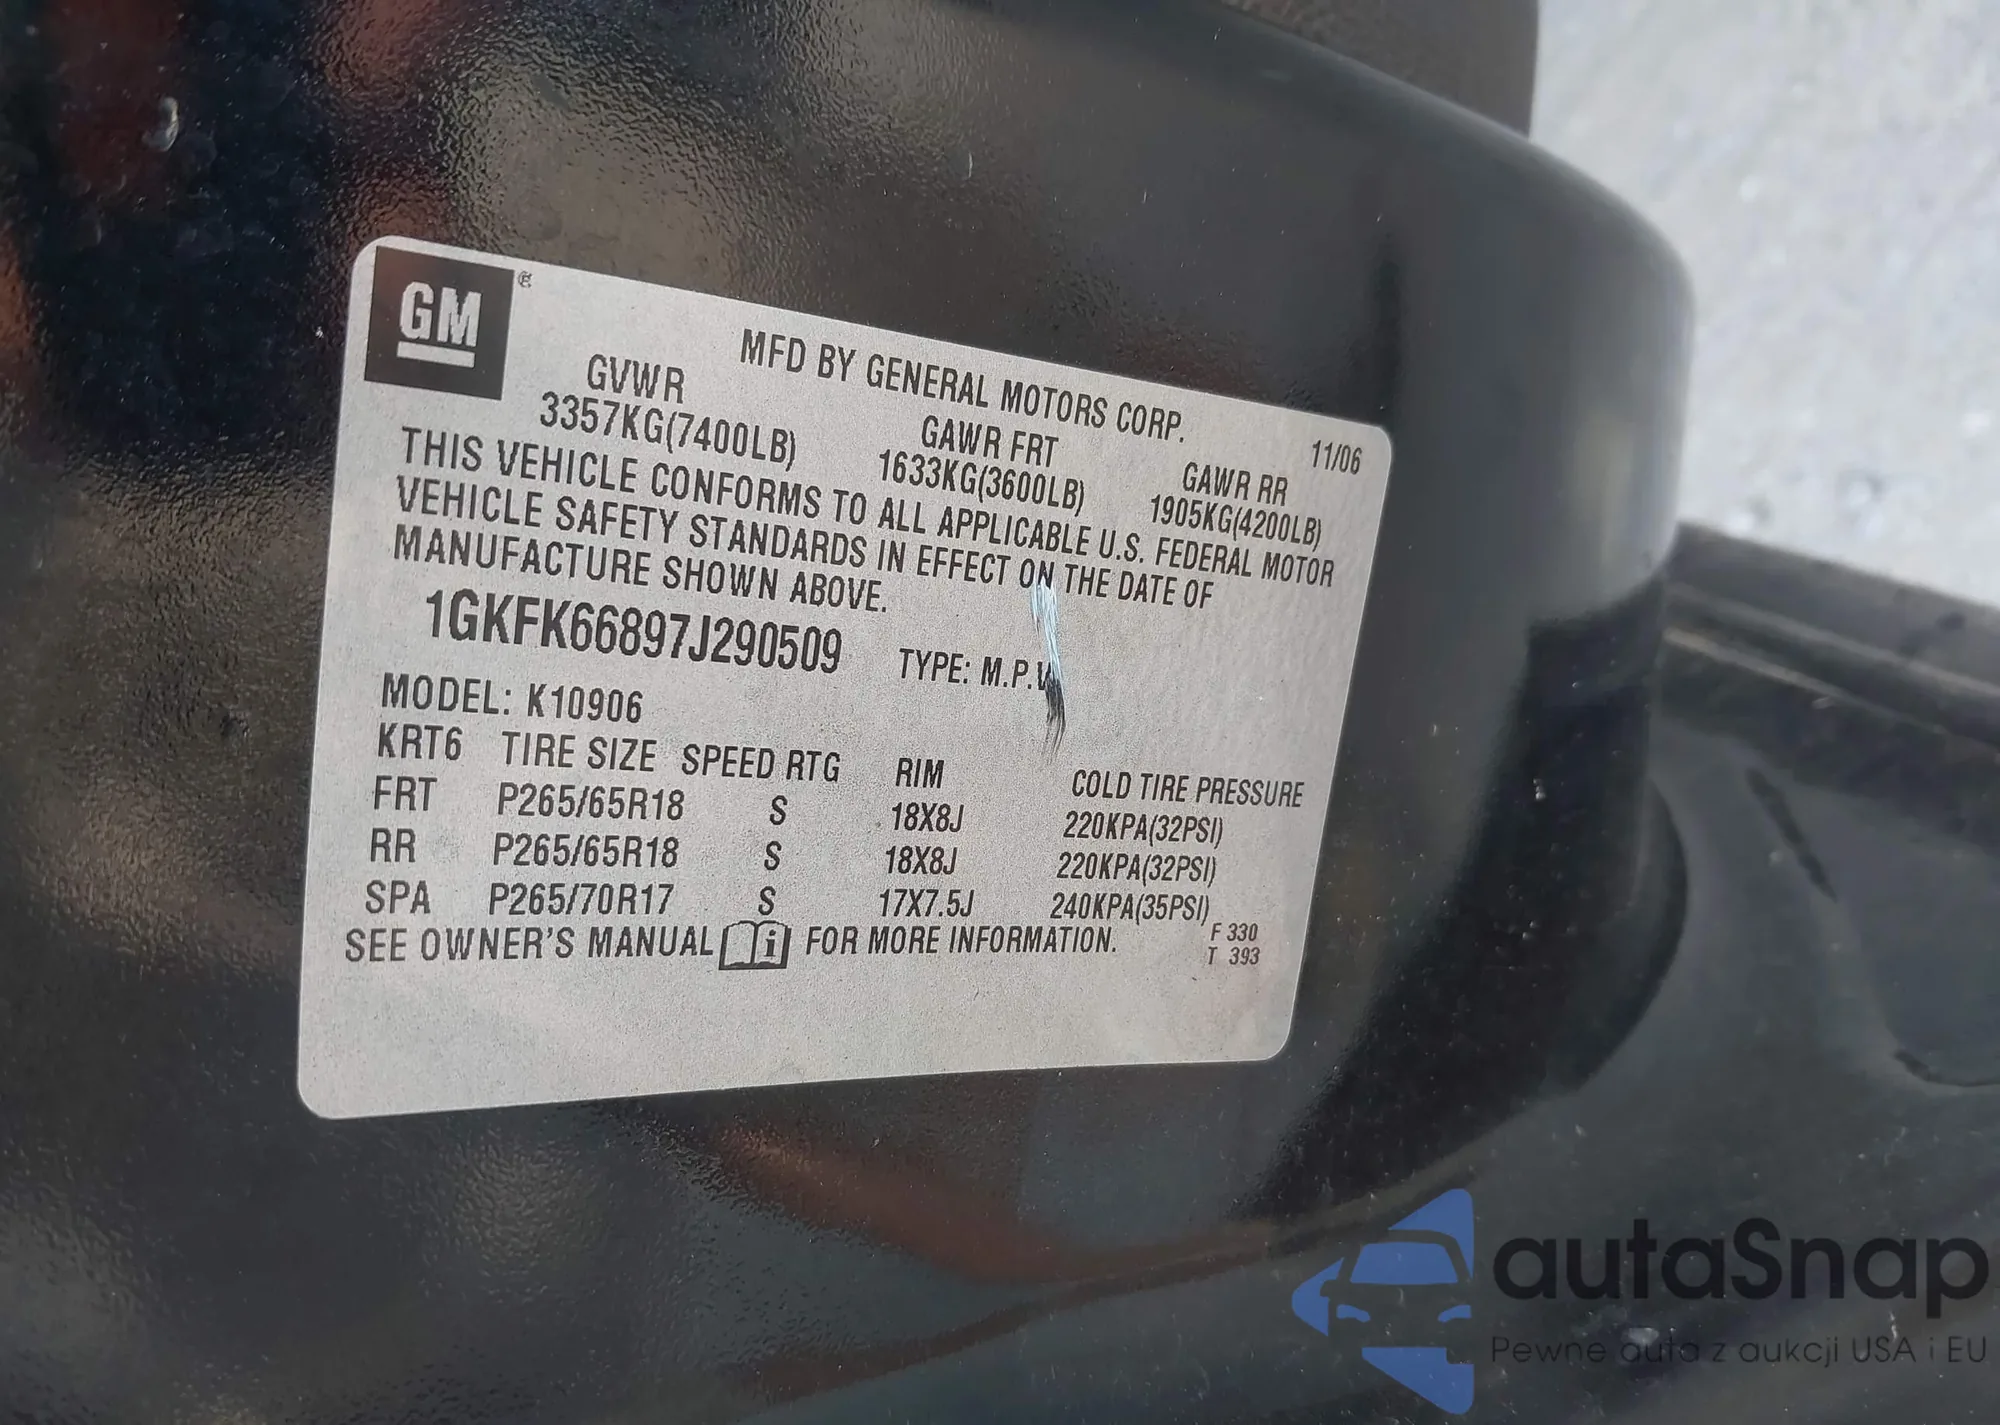 GM
MFD BY GENERAL MOTORS CORP.
11/06
GVWR GAWR FRT GAWR RR
3357KG(7400LB) 1633KG(3600LB) 1905KG(4200LB)
THIS VEHICLE CONFORMS TO ALL APPLICABLE U.S. FEDERAL MOTOR
VEHICLE SAFETY STANDARDS IN EFFECT ON THE DATE OF
MANUFACTURE SHOWN ABOVE.
1GKFK66897J290509 TYPE: M.P.V
MODEL: K10906
KRT6 TIRE SIZE SPEED RTG RIM COLD TIRE PRESSURE
FRT P265/65R18 S 18X8J 220KPA(32PSI)
RR P265/65R18 S 18X8J 220KPA(32PSI)
SPA P265/70R17 S 17X7.5J 240KPA(35PSI)
SEE OWNER'S MANUAL i FOR MORE INFORMATION.
F 330
T 393
autaSnap
Pewne auta z aukcji USA i EU